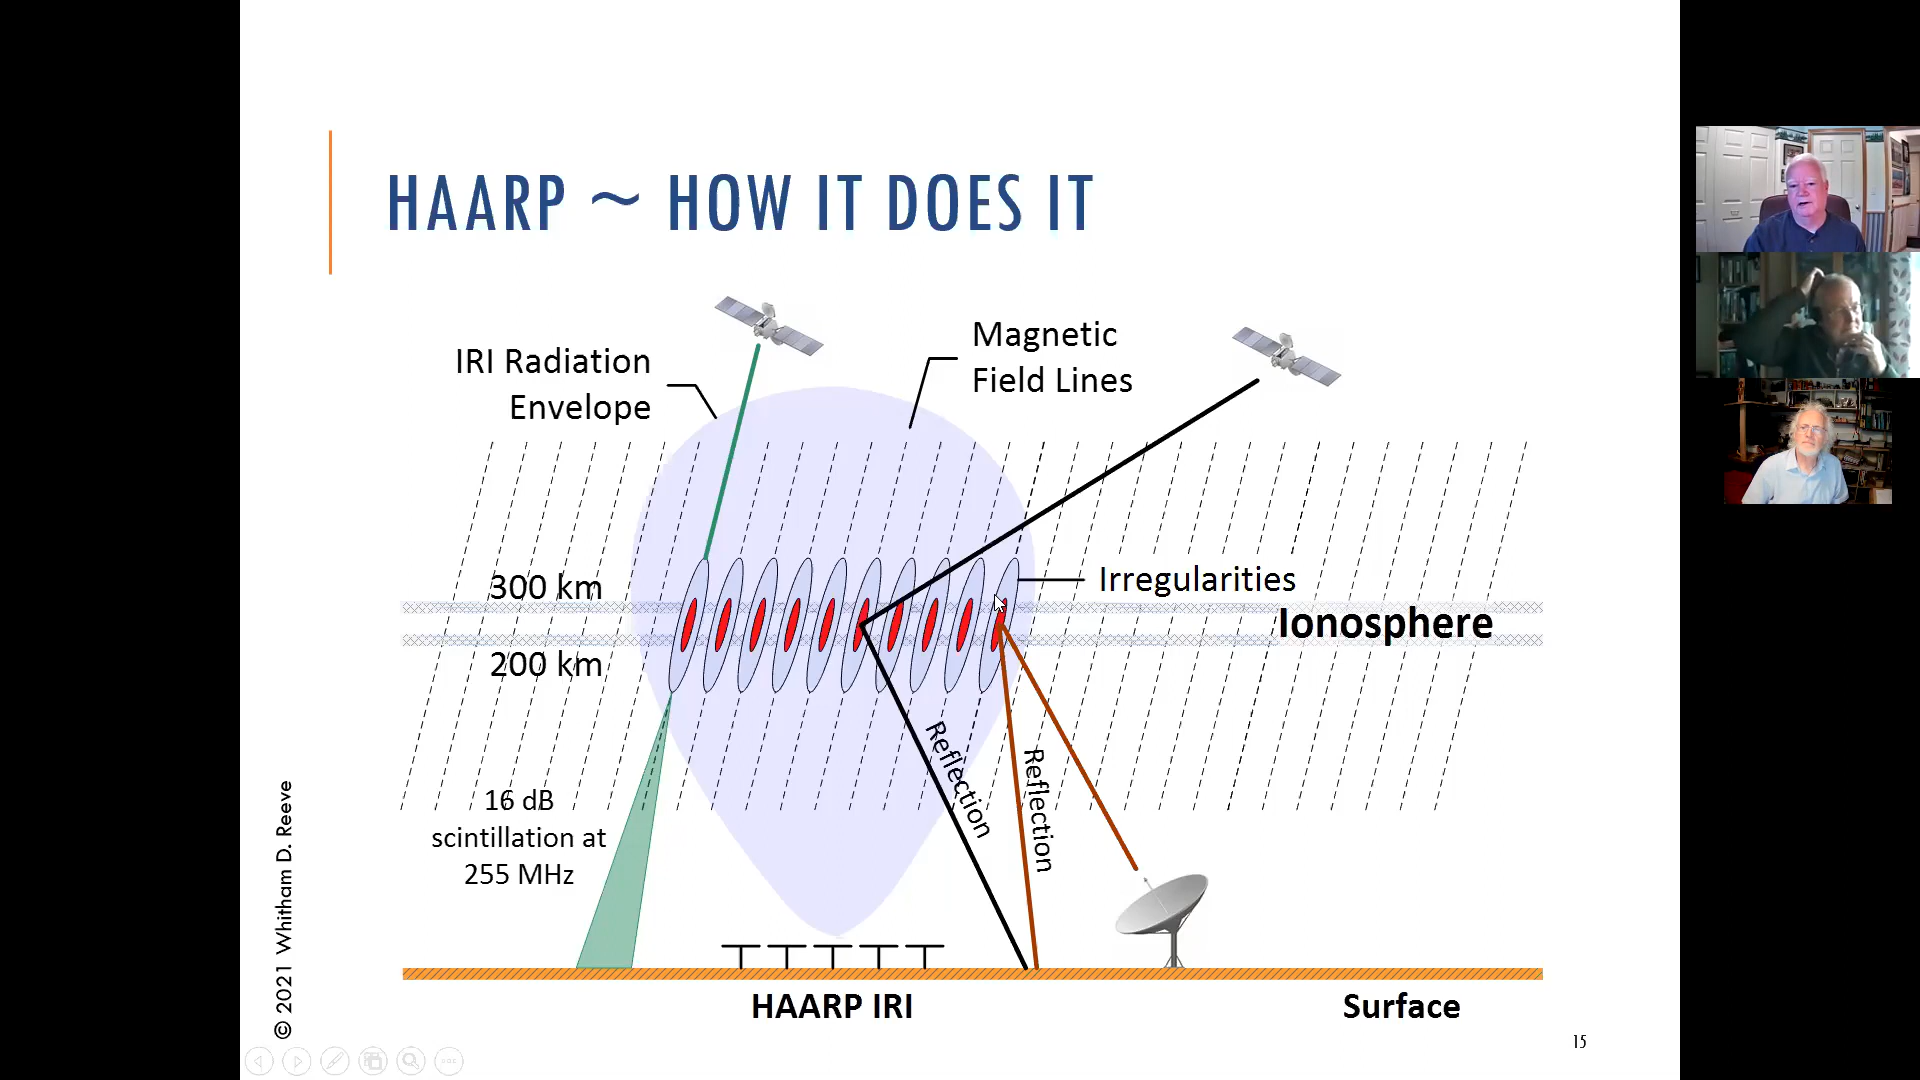 HAARP ~ HOW IT DOES IT
IRI Radiation
Envelope
Magnetic
Field Lines
300 km
200 km
Irregularities
Ionosphere
Reflection
Reflection
16 dB
scintillation at
255 MHz
HAARP IRI
Surface
© 2021 Whitham D. Reeve
15